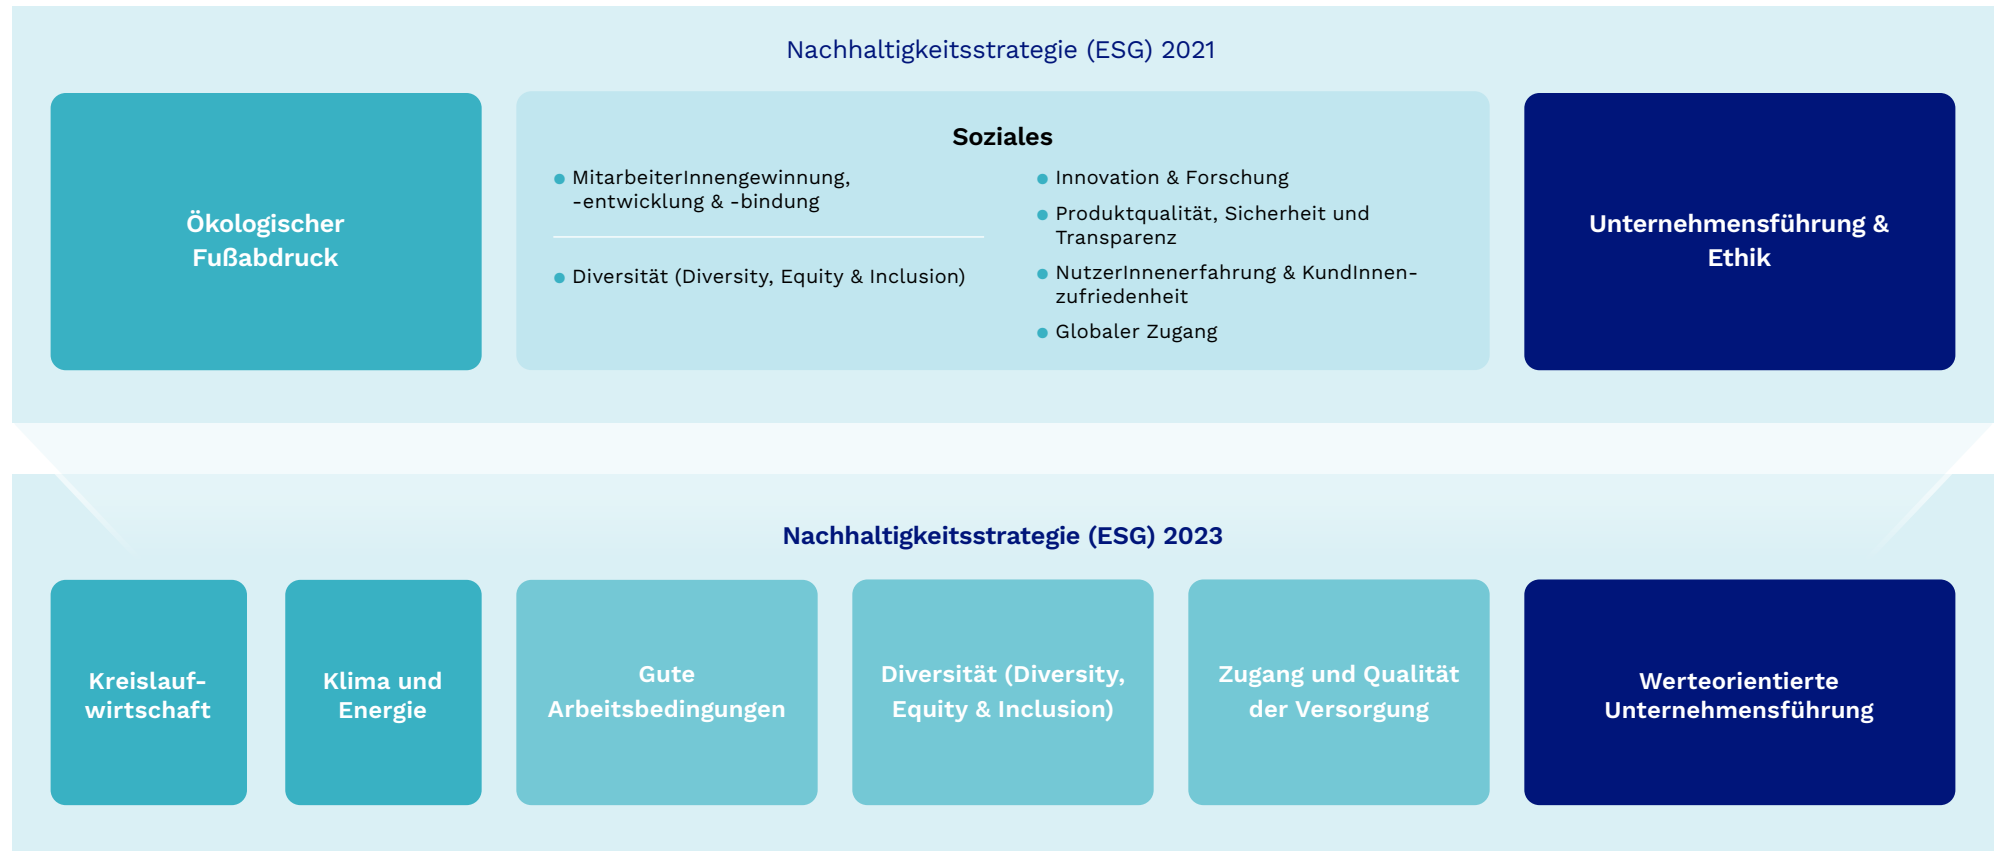 Nachhaltigkeitsstrategie (ESG) 2021
Ökologischer
Fußabdruck
Soziales
MitarbeiterInnengewinnung,
-entwicklung & -bindung
Diversität (Diversity, Equity & Inclusion)
Innovation & Forschung
Produktqualität, Sicherheit und
Transparenz
NutzerInnenerfahrung & KundInnen-
zufriedenheit
Globaler Zugang
Unternehmensführung &
Ethik
Nachhaltigkeitsstrategie (ESG) 2023
Kreislauf-
wirtschaft
Klima und
Energie
Gute
Arbeitsbedingungen
Diversität (Diversity,
Equity & Inclusion)
Zugang und Qualität
der Versorgung
Werteorientierte
Unternehmensführung